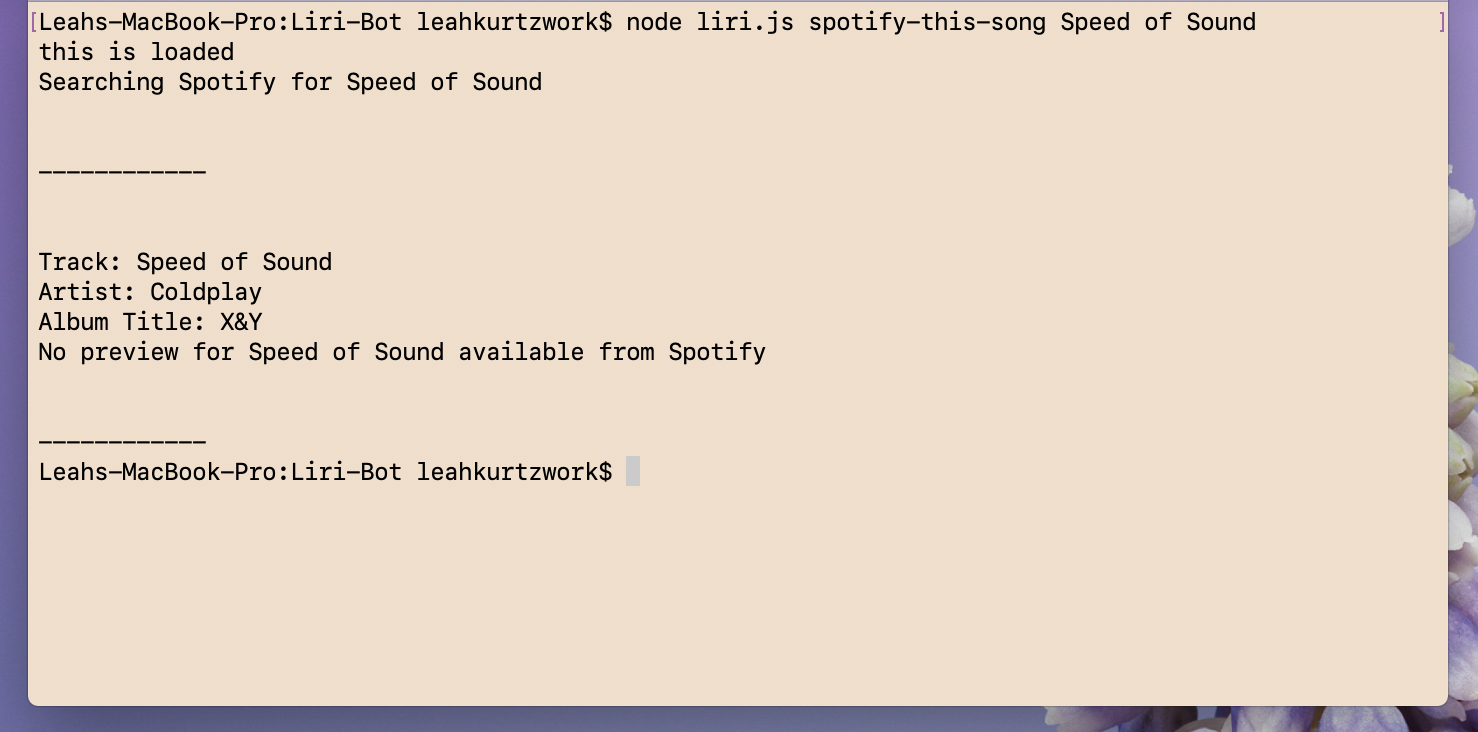 [Leahs-MacBook-Pro:Liri-Bot leahkurtzwork$ node liri.js spotify-this-song Speed of Sound ]
this is loaded
Searching Spotify for Speed of Sound
____________
Track: Speed of Sound
Artist: Coldplay
Album Title: X&Y
No preview for Speed of Sound available from Spotify
____________
Leahs-MacBook-Pro:Liri-Bot leahkurtzwork$